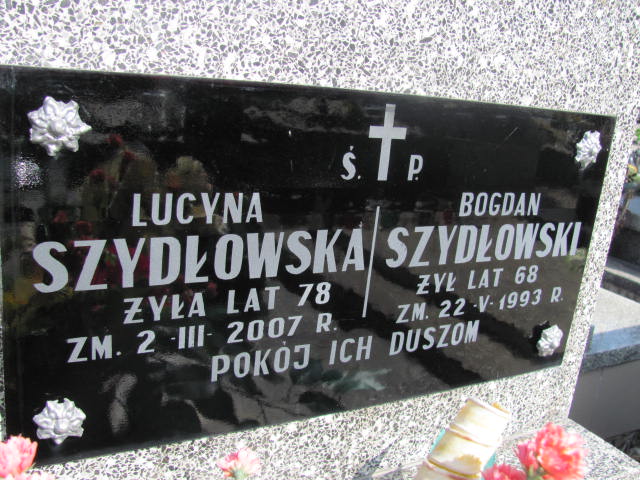 Ś. P.
LUCYNA
SZYDŁOWSKA
ŻYŁA LAT 78
ZM. 2-III-2007 R.
BOGDAN
SZYDŁOWSKI
ŻYŁ LAT 68
ZM. 22-V-1993 R.
POKÓJ ICH DUSZOM